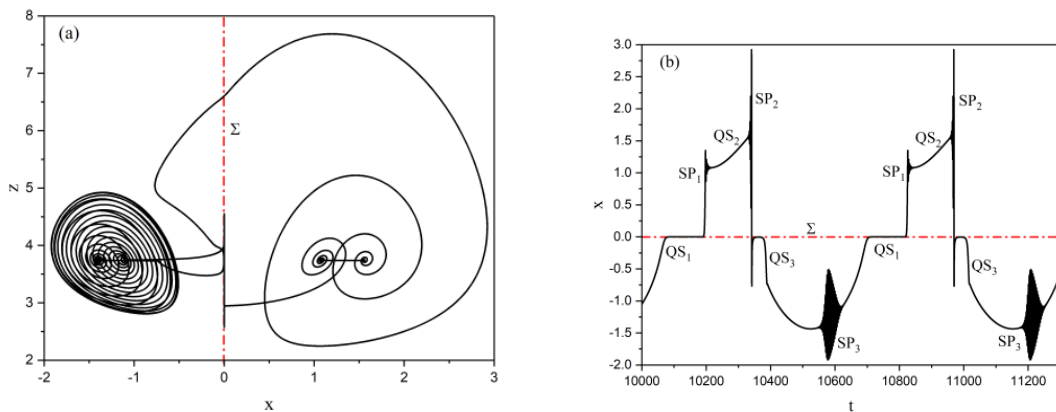 (a)
8
7
6
5
4
3
2
z
-2
-1
0
1
2
3
x
Σ
(b)
3.0
2.5
2.0
1.5
1.0
0.5
0.0
-0.5
-1.0
-1.5
-2.0
x
10000
10200
10400
10600
10800
11000
11200
t
SP₂
SP₂
QS₂
QS₂
SP₁
SP₁
Σ
QS₁
QS₃
QS₁
QS₃
SP₃
SP₃